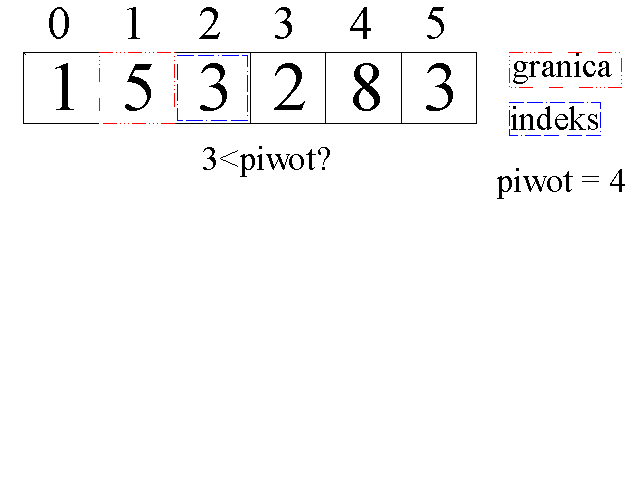 0 1 2 3 4 5
1 5 3 2 8 3
granica
indeks
3<piwot?
piwot = 4